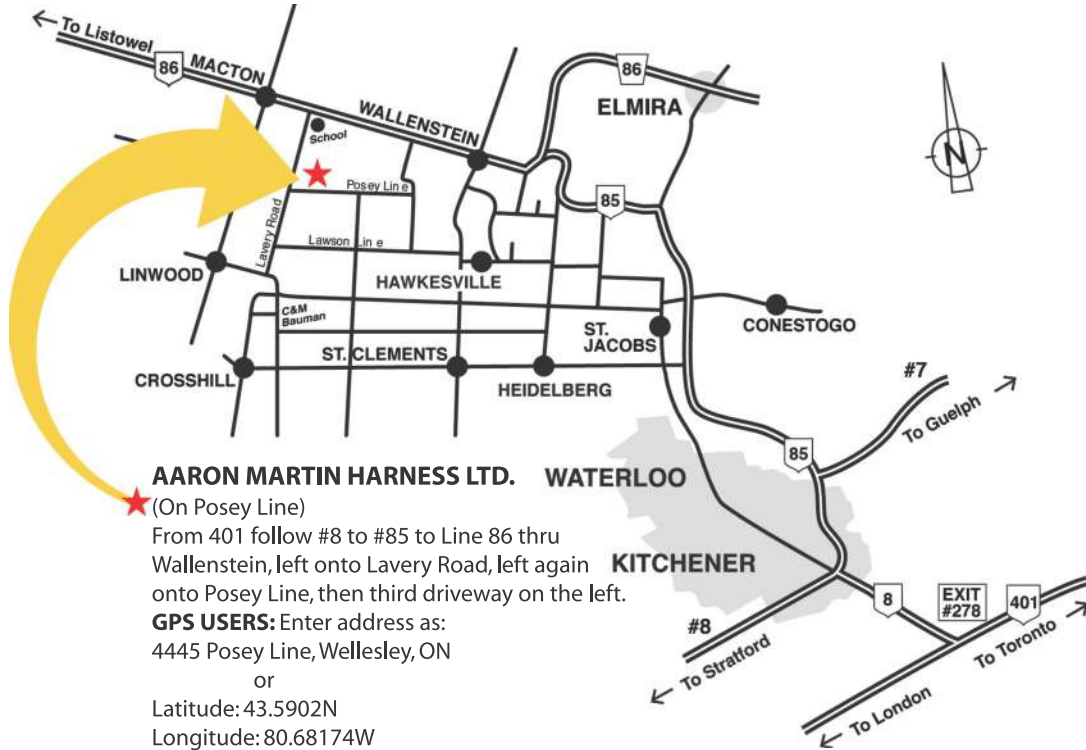 To Listowel
86
MACTON
WALLENSTEIN
86
ELMIRA
School
N
Posey Line
85
Lavery Road
Lawson Line
LINWOOD
HAWKESVILLE
C&M
Bauman
ST.
JACOBS
CONESTOGO
ST. CLEMENTS
CROSSHILL
HEIDELBERG
#7
To Guelph
85
WATERLOO
KITCHENER
8
EXIT
#278
401
#8
To Stratford
To Toronto
To London
AARON MARTIN HARNESS LTD.
(On Posey Line)
From 401 follow #8 to #85 to Line 86 thru
Wallenstein, left onto Lavery Road, left again
onto Posey Line, then third driveway on the left.
GPS USERS: Enter address as:
4445 Posey Line, Wellesley, ON
or
Latitude: 43.5902N
Longitude: 80.68174W